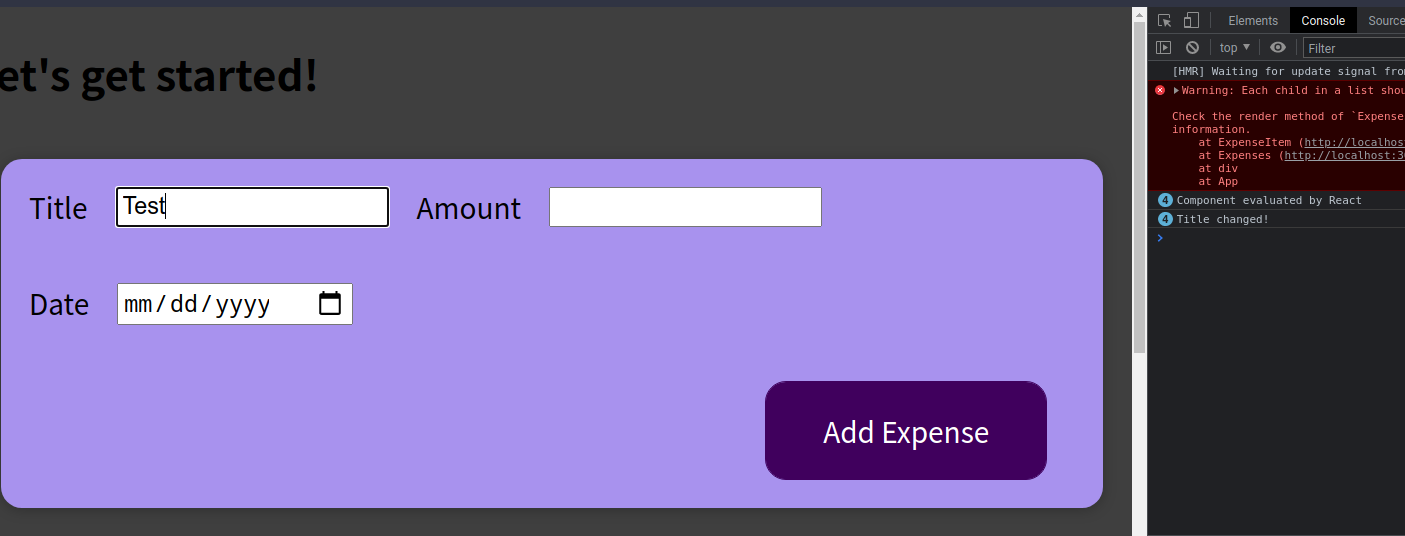 et's get started!
Title Test Amount
Date mm/dd/yyyy
Add Expense
Elements Console Source
top Filter
[HMR] Waiting for update signal from
Warning: Each child in a list shou
Check the render method of `Expense
information.
at ExpenseItem (http://localhos
at Expenses (http://localhost:3
at div
at App
4 Component evaluated by React
4 Title changed!